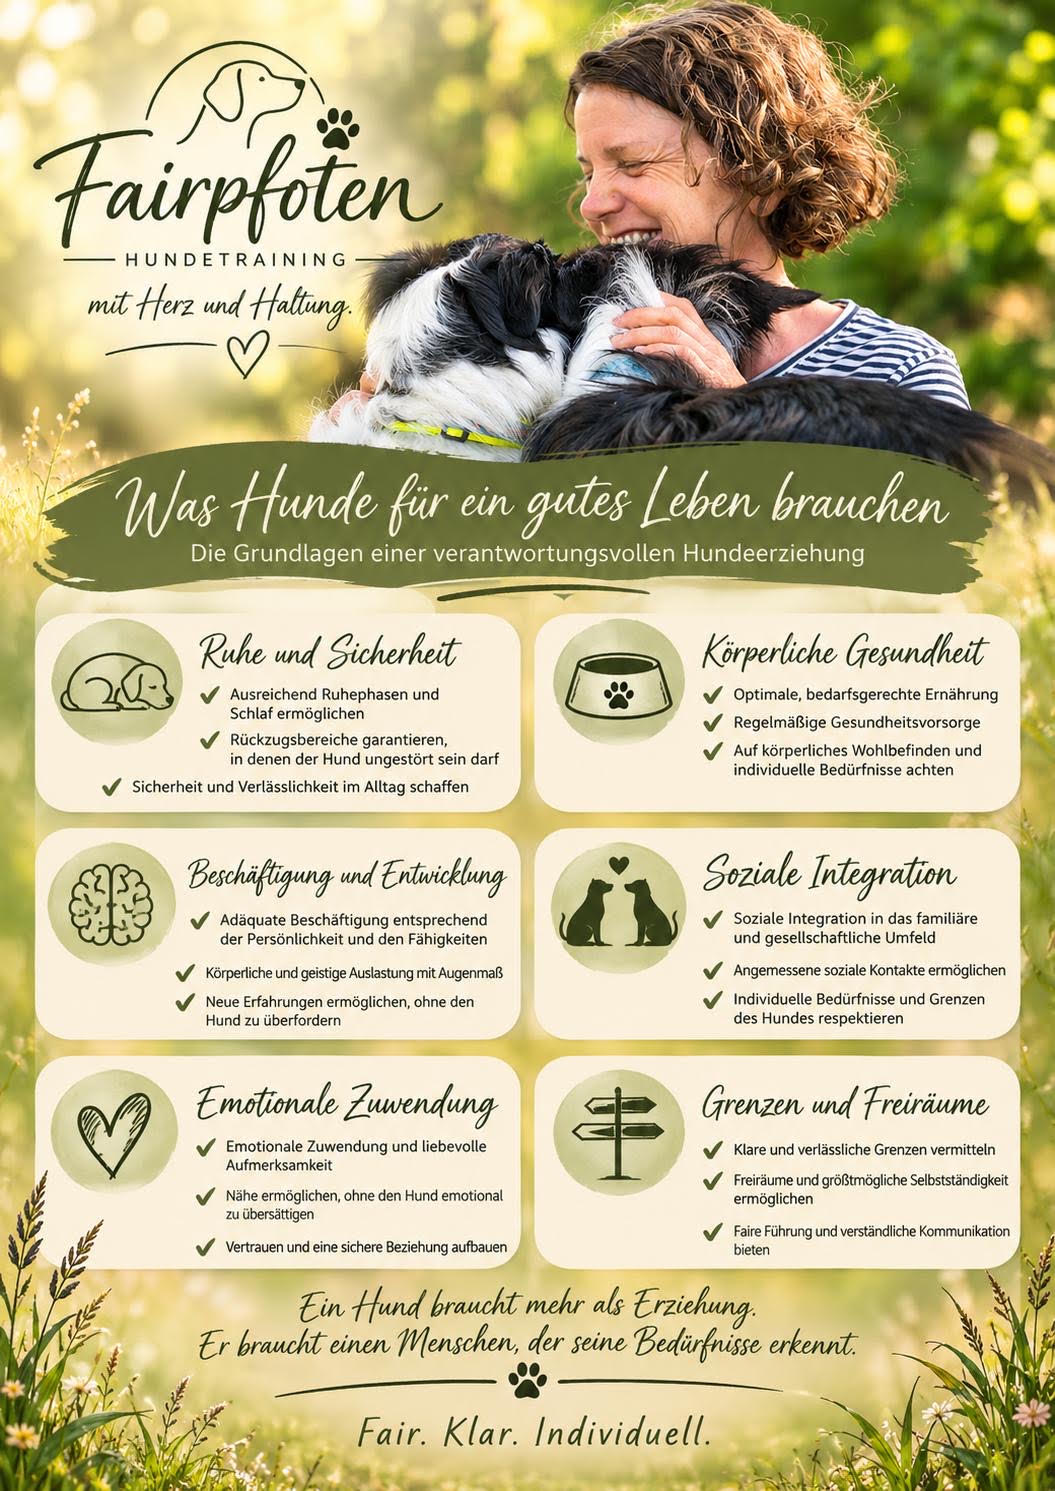 Fairpfoten
HUNDETRAINING
mit Herz und Haltung.
Was Hunde für ein gutes Leben brauchen
Die Grundlagen einer verantwortungsvollen Hundeerziehung
Ruhe und Sicherheit
Ausreichend Ruhephasen und
Schlaf ermöglichen
Rückzugsbereiche garantieren,
in denen der Hund ungestört sein darf
Sicherheit und Verlässlichkeit im Alltag schaffen
Körperliche Gesundheit
Optimale, bedarfsgerechte Ernährung
Regelmäßige Gesundheitsvorsorge
Auf körperliches Wohlbefinden und
individuelle Bedürfnisse achten
Beschäftigung und Entwicklung
Adäquate Beschäftigung entsprechend
der Persönlichkeit und den Fähigkeiten
Körperliche und geistige Auslastung mit Augenmaß
Neue Erfahrungen ermöglichen, ohne den
Hund zu überfordern
Soziale Integration
Soziale Integration in das familiäre
und gesellschaftliche Umfeld
Angemessene soziale Kontakte ermöglichen
Individuelle Bedürfnisse und Grenzen
des Hundes respektieren
Emotionale Zuwendung
Emotionale Zuwendung und liebevolle
Aufmerksamkeit
Nähe ermöglichen, ohne den Hund emotional
zu übersättigen
Vertrauen und eine sichere Beziehung aufbauen
Grenzen und Freiräume
Klare und verlässliche Grenzen vermitteln
Freiräume und größtmögliche Selbstständigkeit
ermöglichen
Faire Führung und verständliche Kommunikation
bieten
Ein Hund braucht mehr als Erziehung.
Er braucht einen Menschen, der seine Bedürfnisse erkennt.
Fair. Klar. Individuell.